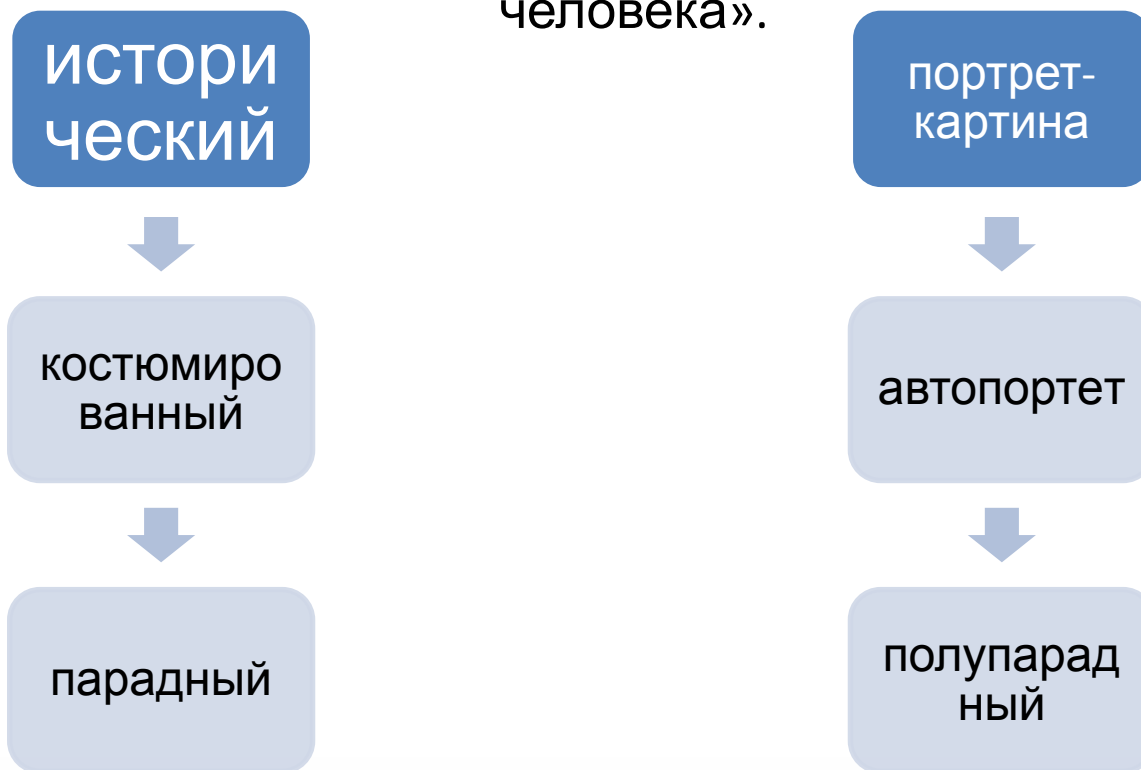 человека».
истори
ческий
костюмиро
ванный
парадный
портрет-
картина
автопортет
полупарад
ный